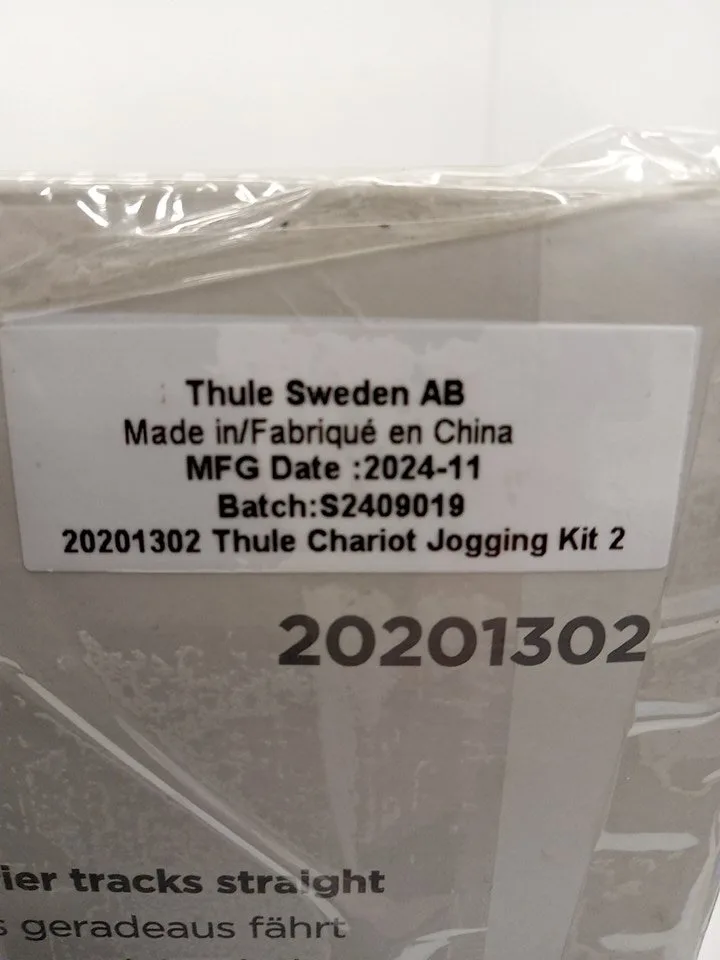 Thule Sweden AB
Made in/Fabriqué en China
MFG Date :2024-11
Batch:S2409019
20201302 Thule Chariot Jogging Kit 2
20201302
ier tracks straight
s geradeaus fährt